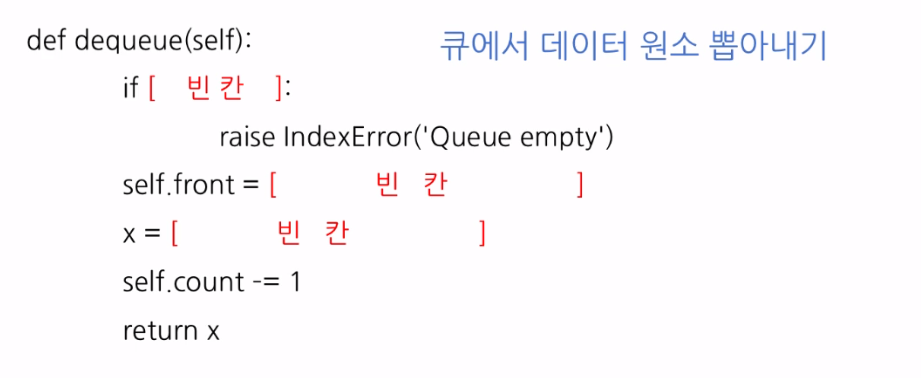 def dequeue(self):
큐에서 데이터 원소 뽑아내기
if [ 빈 칸 ]:
raise IndexError('Queue empty')
self.front = [ 빈 칸 ]
x = [ 빈 칸 ]
self.count -= 1
return x